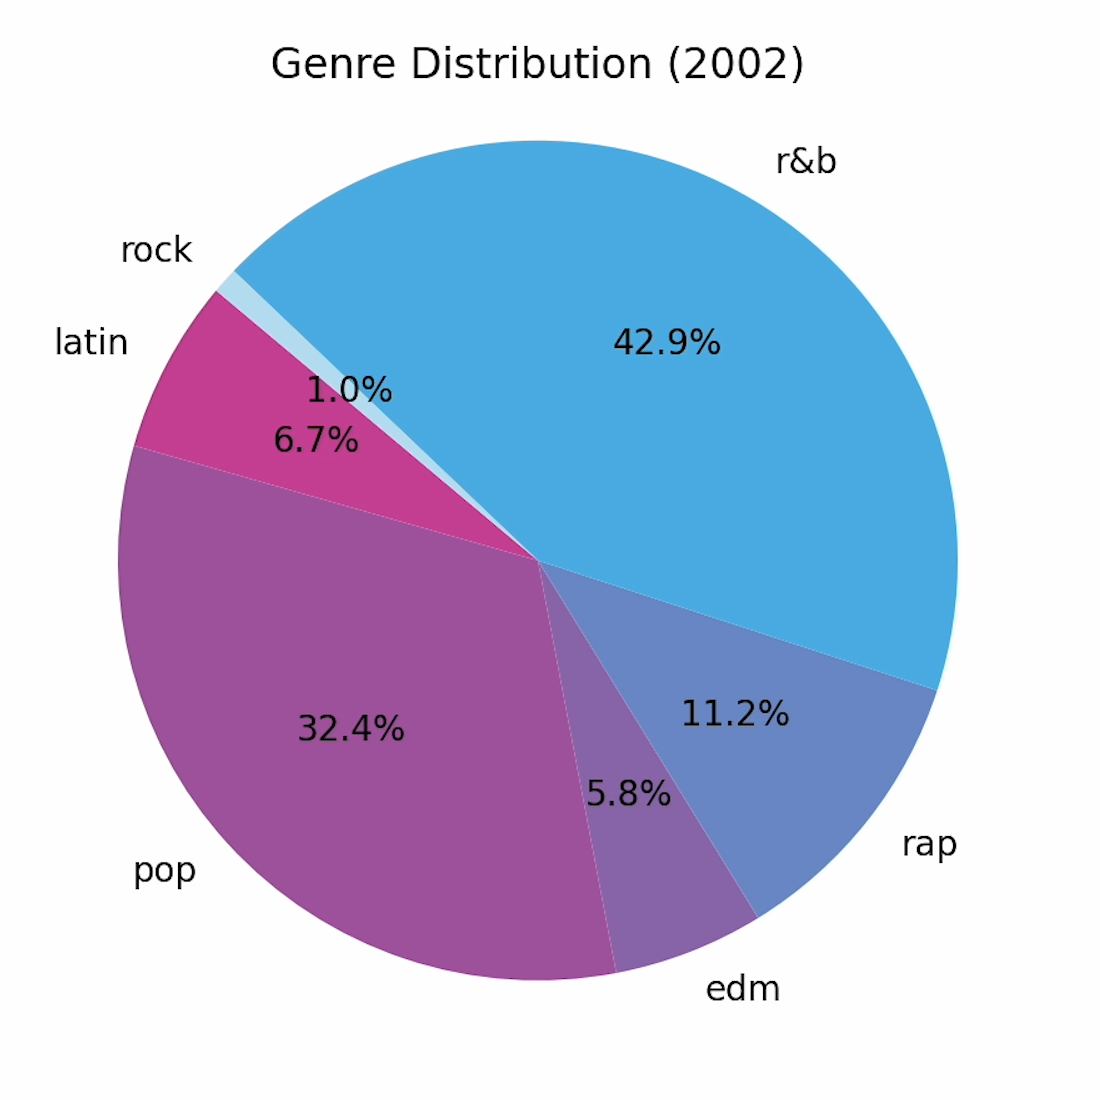 Genre Distribution (2002)
r&b
rock
latin
42.9%
1.0%
6.7%
11.2%
32.4%
5.8%
rap
pop
edm